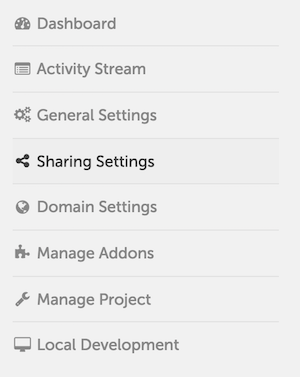 Dashboard
Activity Stream
General Settings
Sharing Settings
Domain Settings
Manage Addons
Manage Project
Local Development